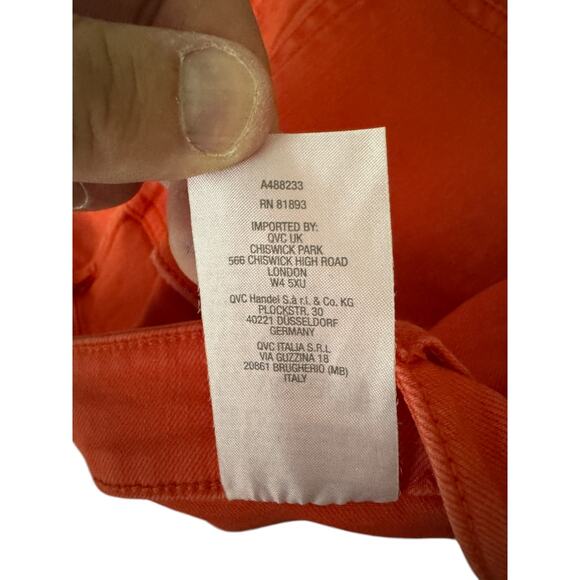 A488233
RN 81893
IMPORTED BY:
QVC UK
CHISWICK PARK
566 CHISWICK HIGH ROAD
LONDON
W4 5XU
QVC Handel S.à r.l. & Co. KG
PLOCKSTR. 30
40221 DÜSSELDORF
GERMANY
QVC ITALIA S.R.L
VIA GUZZINA 18
20861 BRUGHERIO (MB)
ITALY